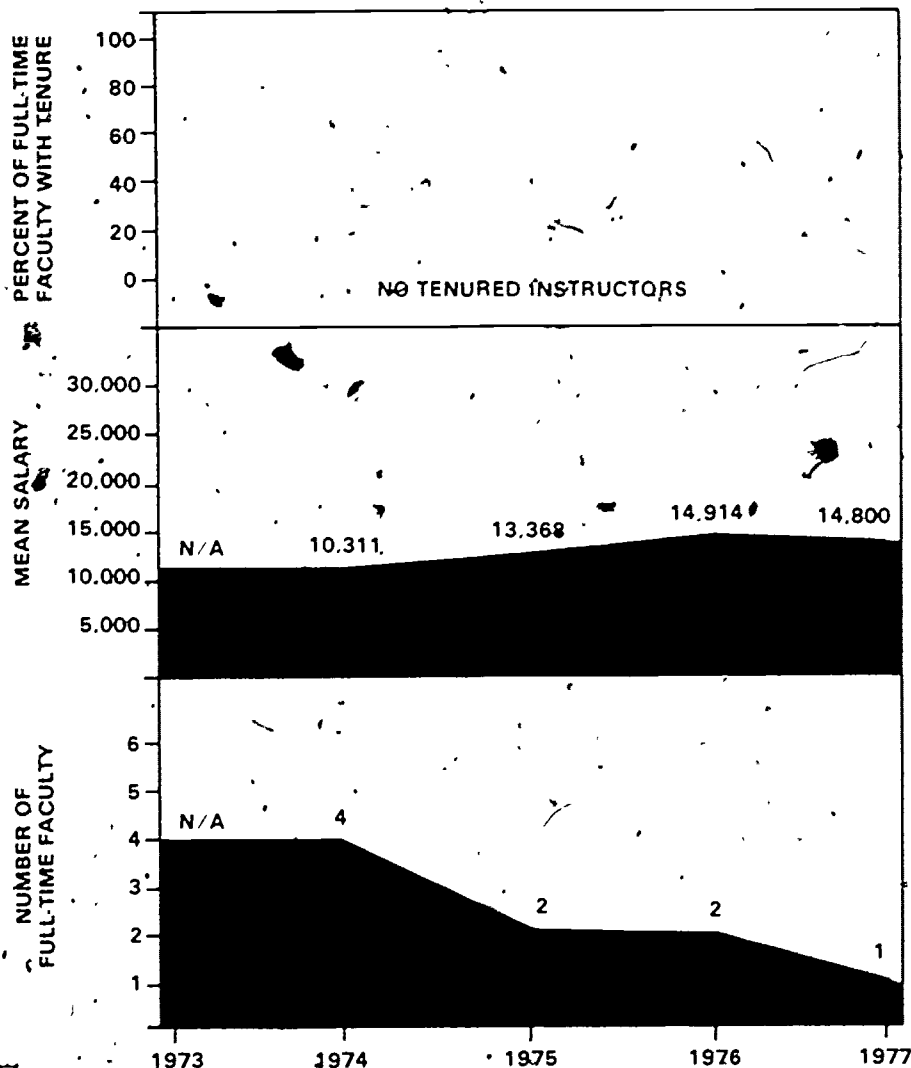 PERCENT OF FULL-TIME
FACULTY WITH TENURE
100
80
60
40
20
0
NO TENURED INSTRUCTORS
MEAN SALARY
30.000
25.000
20.000
15.000
10.000
5.000
N/A
10,311
13,368
14,914
14,800
NUMBER OF
FULL-TIME FACULTY
6
5
4
3
2
1
N/A
4
2
2
1
1973 1974 1975 1976 1977